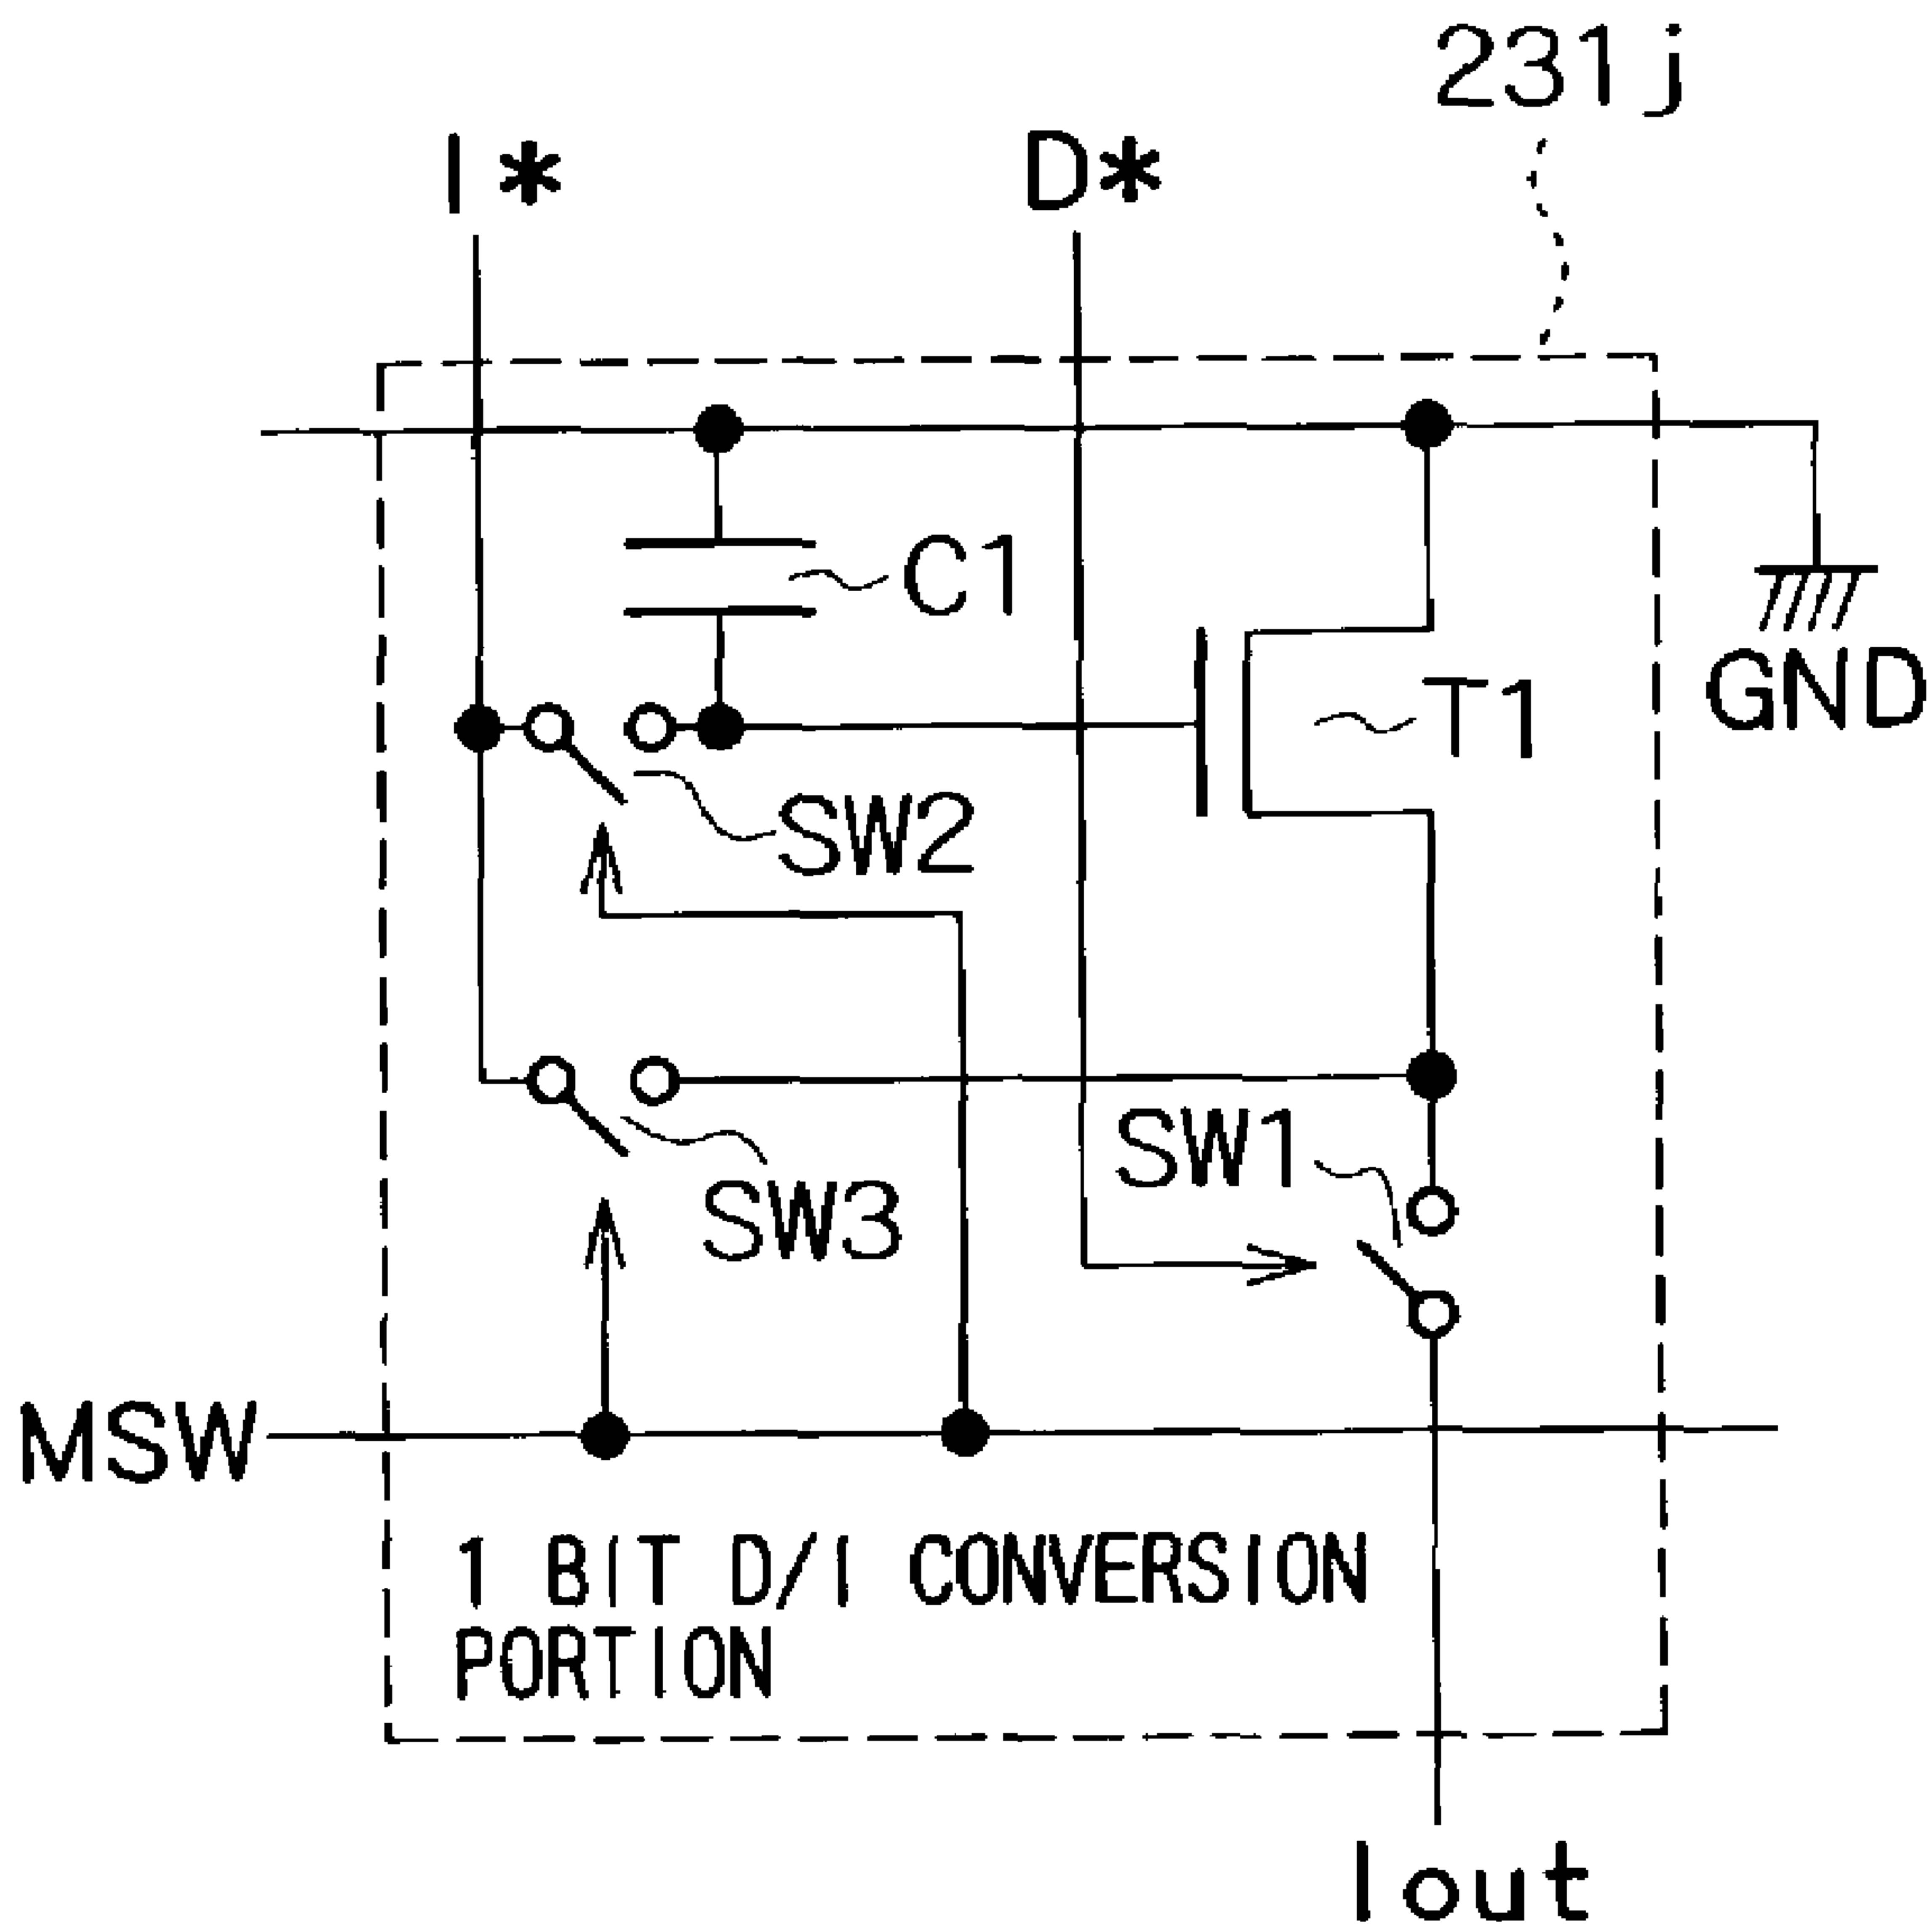 231j
I* D*
C1
T1
GND
SW2
SW1
SW3
MSW
1 BIT D/I CONVERSION
PORTION
Iout